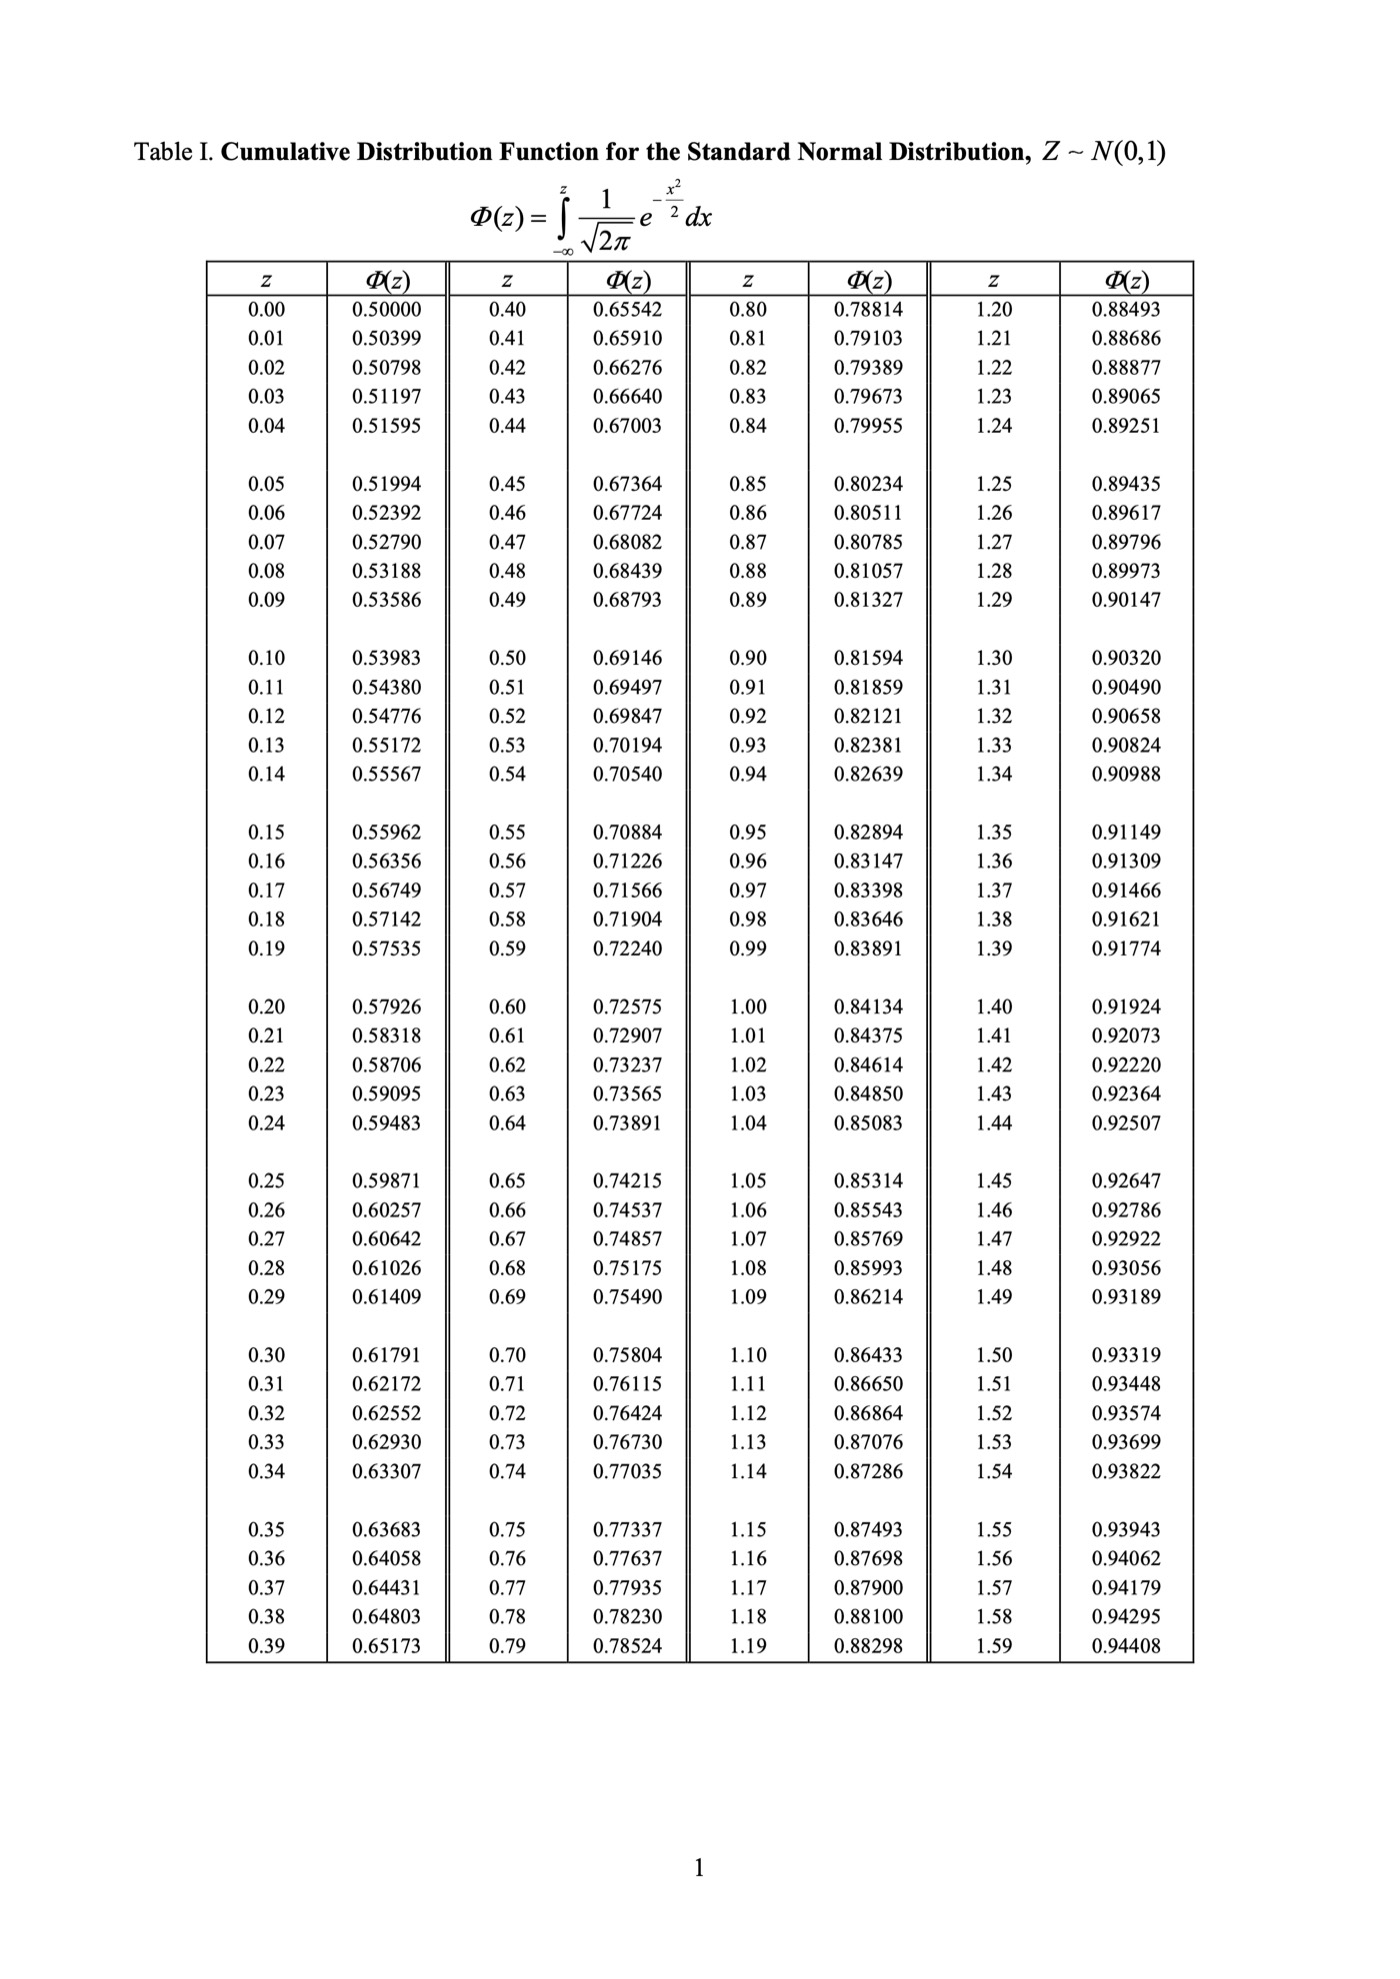 Table I. Cumulative Distribution Function for the Standard Normal Distribution, Z ~ N(0,1)
Φ(z) = ∫_{-∞}^{z} \frac{1}{\sqrt{2π}} e^{-\frac{x^2}{2}} dx
z Φ(z) z Φ(z) z Φ(z) z Φ(z)
0.00 0.50000 0.40 0.65542 0.80 0.78814 1.20 0.88493
0.01 0.50399 0.41 0.65910 0.81 0.79103 1.21 0.88686
0.02 0.50798 0.42 0.66276 0.82 0.79389 1.22 0.88877
0.03 0.51197 0.43 0.66640 0.83 0.79673 1.23 0.89065
0.04 0.51595 0.44 0.67003 0.84 0.79955 1.24 0.89251
0.05 0.51994 0.45 0.67364 0.85 0.80234 1.25 0.89435
0.06 0.52392 0.46 0.67724 0.86 0.80511 1.26 0.89617
0.07 0.52790 0.47 0.68082 0.87 0.80785 1.27 0.89796
0.08 0.53188 0.48 0.68439 0.88 0.81057 1.28 0.89973
0.09 0.53586 0.49 0.68793 0.89 0.81327 1.29 0.90147
0.10 0.53983 0.50 0.69146 0.90 0.81594 1.30 0.90320
0.11 0.54380 0.51 0.69497 0.91 0.81859 1.31 0.90490
0.12 0.54776 0.52 0.69847 0.92 0.82121 1.32 0.90658
0.13 0.55172 0.53 0.70194 0.93 0.82381 1.33 0.90824
0.14 0.55567 0.54 0.70540 0.94 0.82639 1.34 0.90988
0.15 0.55962 0.55 0.70884 0.95 0.82894 1.35 0.91149
0.16 0.56356 0.56 0.71226 0.96 0.83147 1.36 0.91309
0.17 0.56749 0.57 0.71566 0.97 0.83398 1.37 0.91466
0.18 0.57142 0.58 0.71904 0.98 0.83646 1.38 0.91621
0.19 0.57535 0.59 0.72240 0.99 0.83891 1.39 0.91774
0.20 0.57926 0.60 0.72575 1.00 0.84134 1.40 0.91924
0.21 0.58318 0.61 0.72907 1.01 0.84375 1.41 0.92073
0.22 0.58706 0.62 0.73237 1.02 0.84614 1.42 0.92220
0.23 0.59095 0.63 0.73565 1.03 0.84850 1.43 0.92364
0.24 0.59483 0.64 0.73891 1.04 0.85083 1.44 0.92507
0.25 0.59871 0.65 0.74215 1.05 0.85314 1.45 0.92647
0.26 0.60257 0.66 0.74537 1.06 0.85543 1.46 0.92786
0.27 0.60642 0.67 0.74857 1.07 0.85769 1.47 0.92922
0.28 0.61026 0.68 0.75175 1.08 0.85993 1.48 0.93056
0.29 0.61409 0.69 0.75490 1.09 0.86214 1.49 0.93189
0.30 0.61791 0.70 0.75804 1.10 0.86433 1.50 0.93319
0.31 0.62172 0.71 0.76115 1.11 0.86650 1.51 0.93448
0.32 0.62552 0.72 0.76424 1.12 0.86864 1.52 0.93574
0.33 0.62930 0.73 0.76730 1.13 0.87076 1.53 0.93699
0.34 0.63307 0.74 0.77035 1.14 0.87286 1.54 0.93822
0.35 0.63683 0.75 0.77337 1.15 0.87493 1.55 0.93943
0.36 0.64058 0.76 0.77637 1.16 0.87698 1.56 0.94062
0.37 0.64431 0.77 0.77935 1.17 0.87900 1.57 0.94179
0.38 0.64803 0.78 0.78230 1.18 0.88100 1.58 0.94295
0.39 0.65173 0.79 0.78524 1.19 0.88298 1.59 0.94408
1